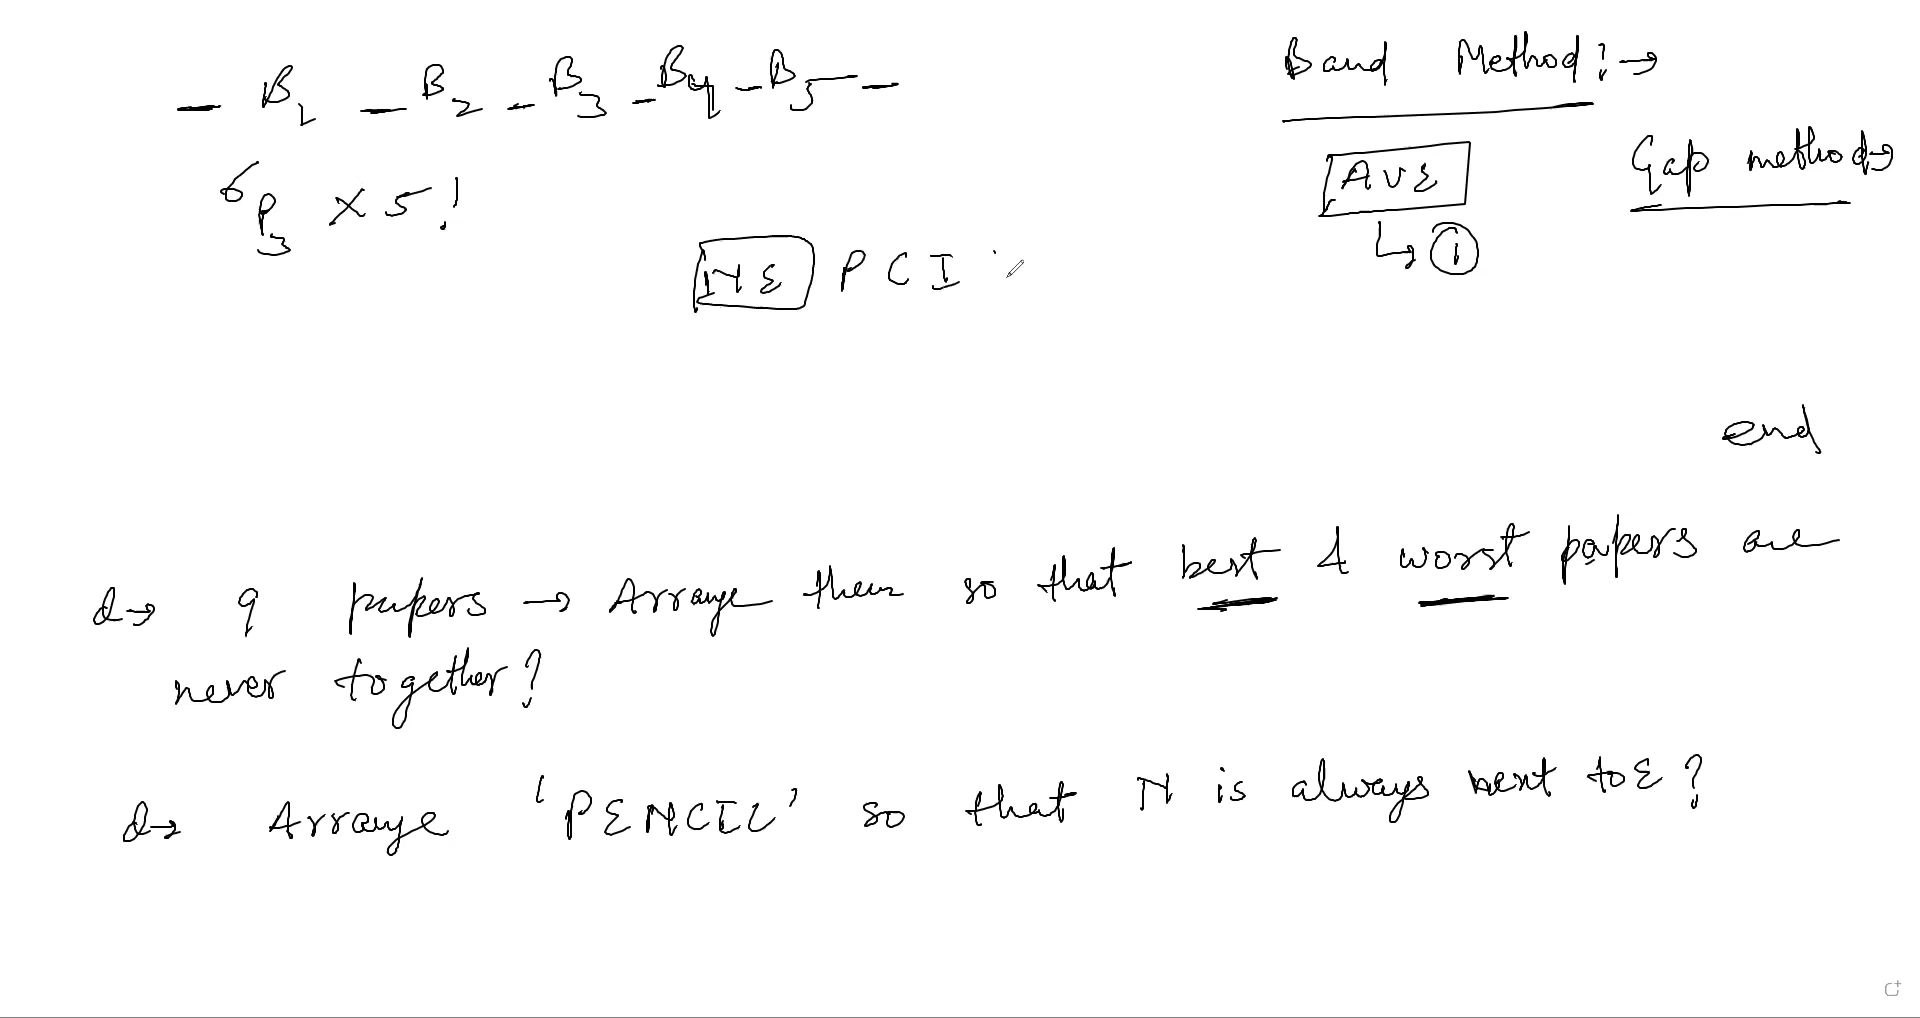 _ B₁ _ B₂ _ B₃ _ B₄ _ B₅ _
Band Method :→
Gap method→
⁶P₃ × 5!
AVE
↳ ①
NE P C I
end
Q→ 9 papers → Arrange them so that best & worst papers are
never together?
Q→ Arrange 'PENCIL' so that N is always next to E?